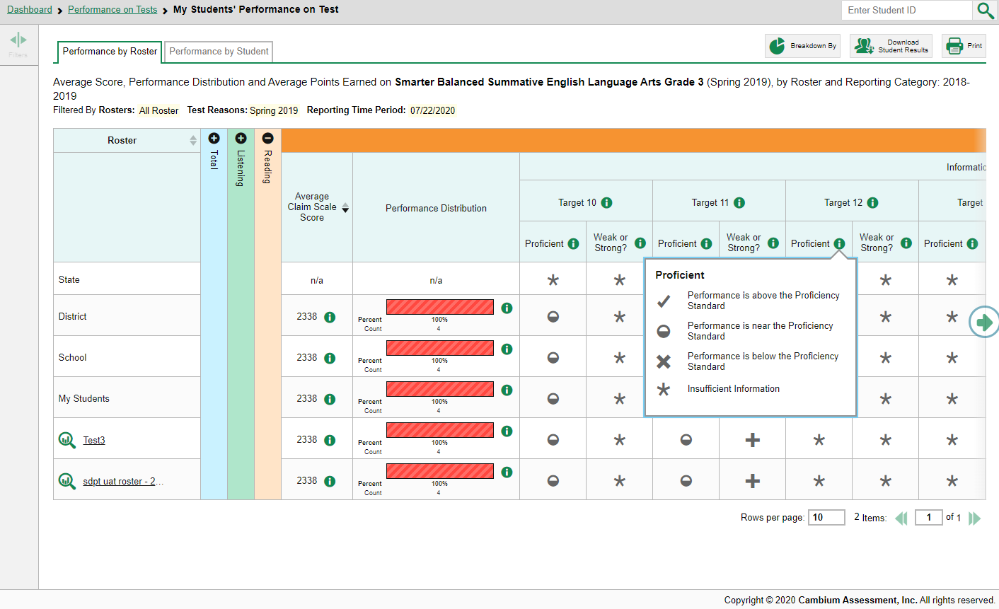 Dashboard > Performance on Tests > My Students' Performance on Test
Enter Student ID
Filters
Performance by Roster
Performance by Student
Breakdown By
Download
Student Results
Print
Average Score, Performance Distribution and Average Points Earned on Smarter Balanced Summative English Language Arts Grade 3 (Spring 2019), by Roster and Reporting Category: 2018-
2019
Filtered By Rosters: All Roster Test Reasons: Spring 2019 Reporting Time Period: 07/22/2020
Roster
Total
Listening
Reading
Average
Claim Scale
Score
Performance Distribution
Informatio
Target 10
Target 11
Target 12
Target
Proficient
Weak or
Strong?
Proficient
Weak or
Strong?
Proficient
Weak or
Strong?
Proficient
State
n/a
n/a
District
2338
Percent
100%
Count
4
School
2338
Percent
100%
Count
4
My Students
2338
Percent
100%
Count
4
Test3
2338
Percent
100%
Count
4
sdpt uat roster - 2…
2338
Percent
100%
Count
4
Proficient
Performance is above the Proficiency
Standard
Performance is near the Proficiency
Standard
Performance is below the Proficiency
Standard
Insufficient Information
Rows per page: 10
2 Items:
1 of 1
Copyright © 2020 Cambium Assessment, Inc. All rights reserved.